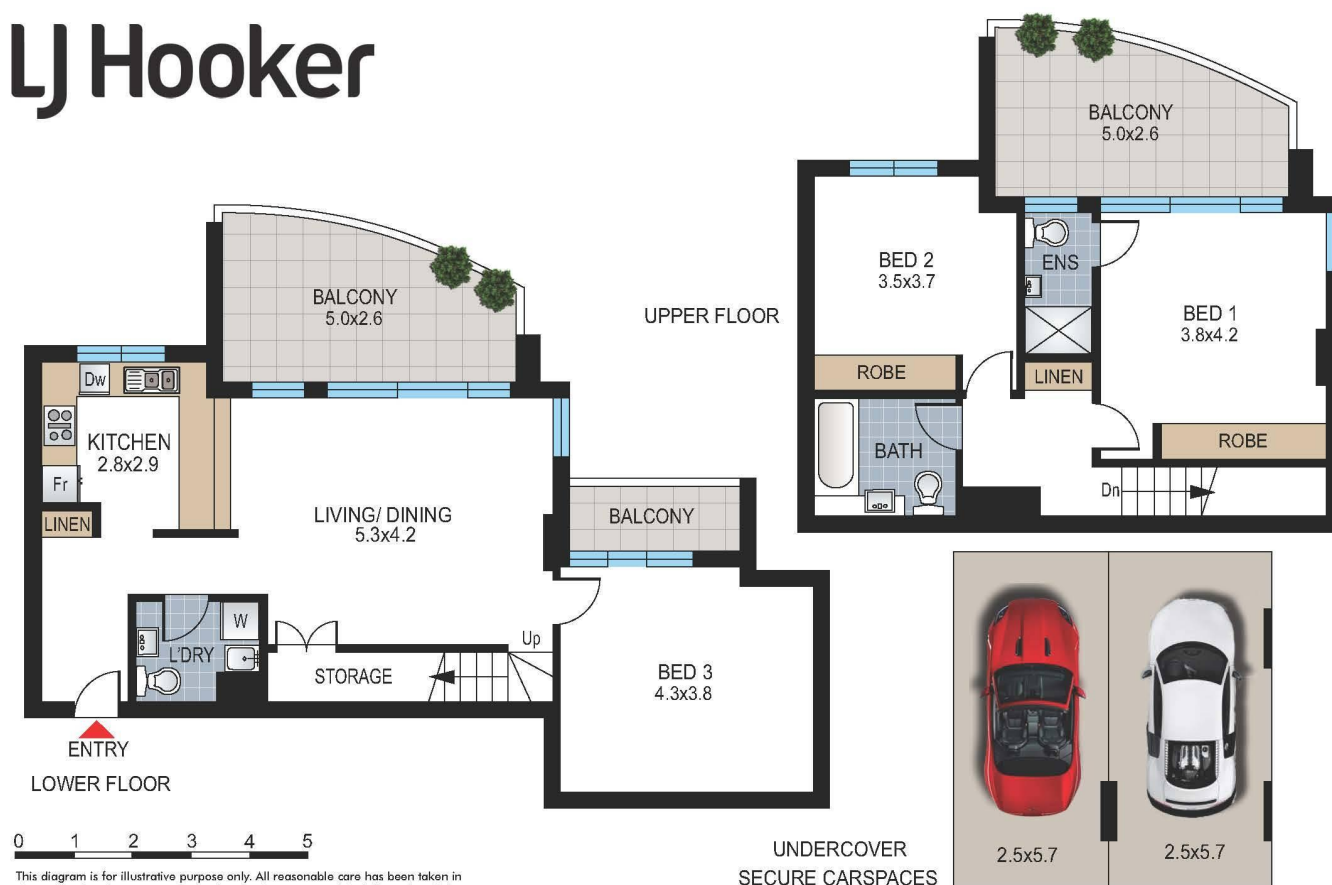 LJ Hooker
BALCONY
5.0x2.6
BED 2
3.5x3.7
ENS
BED 1
3.8x4.2
UPPER FLOOR
ROBE
LINEN
BATH
ROBE
Dn
BALCONY
5.0x2.6
Dw
KITCHEN
2.8x2.9
Fr
LINEN
LIVING/ DINING
5.3x4.2
BALCONY
W
L'DRY
Up
STORAGE
BED 3
4.3x3.8
ENTRY
LOWER FLOOR
0 1 2 3 4 5
This diagram is for illustrative purpose only. All reasonable care has been taken in
UNDERCOVER
SECURE CARSPACES
2.5x5.7
2.5x5.7